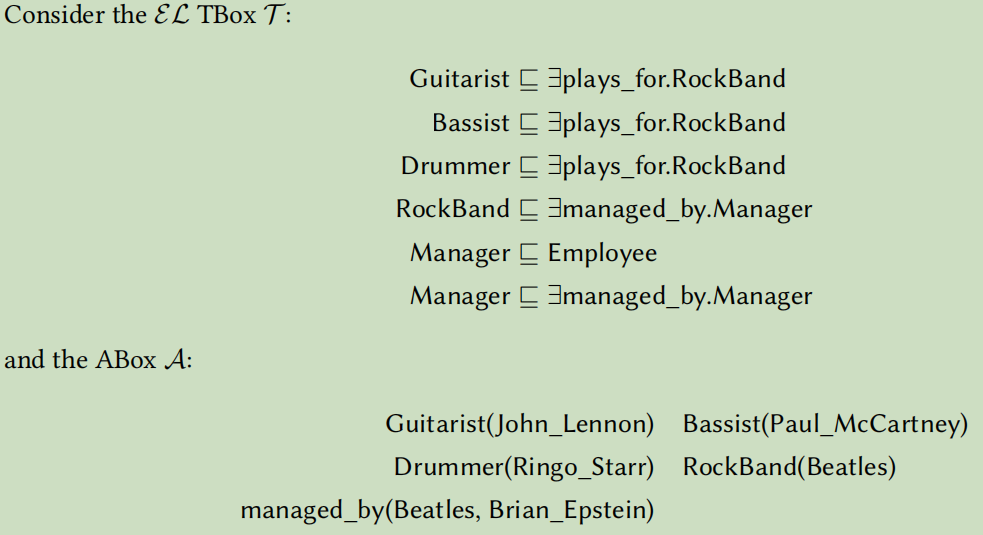 Consider the ℰℒ TBox 𝒯:
Guitarist ⊑ ∃plays_for.RockBand
Bassist ⊑ ∃plays_for.RockBand
Drummer ⊑ ∃plays_for.RockBand
RockBand ⊑ ∃managed_by.Manager
Manager ⊑ Employee
Manager ⊑ ∃managed_by.Manager
and the ABox 𝒜:
Guitarist(John_Lennon) Bassist(Paul_McCartney)
Drummer(Ringo_Starr) RockBand(Beatles)
managed_by(Beatles, Brian_Epstein)